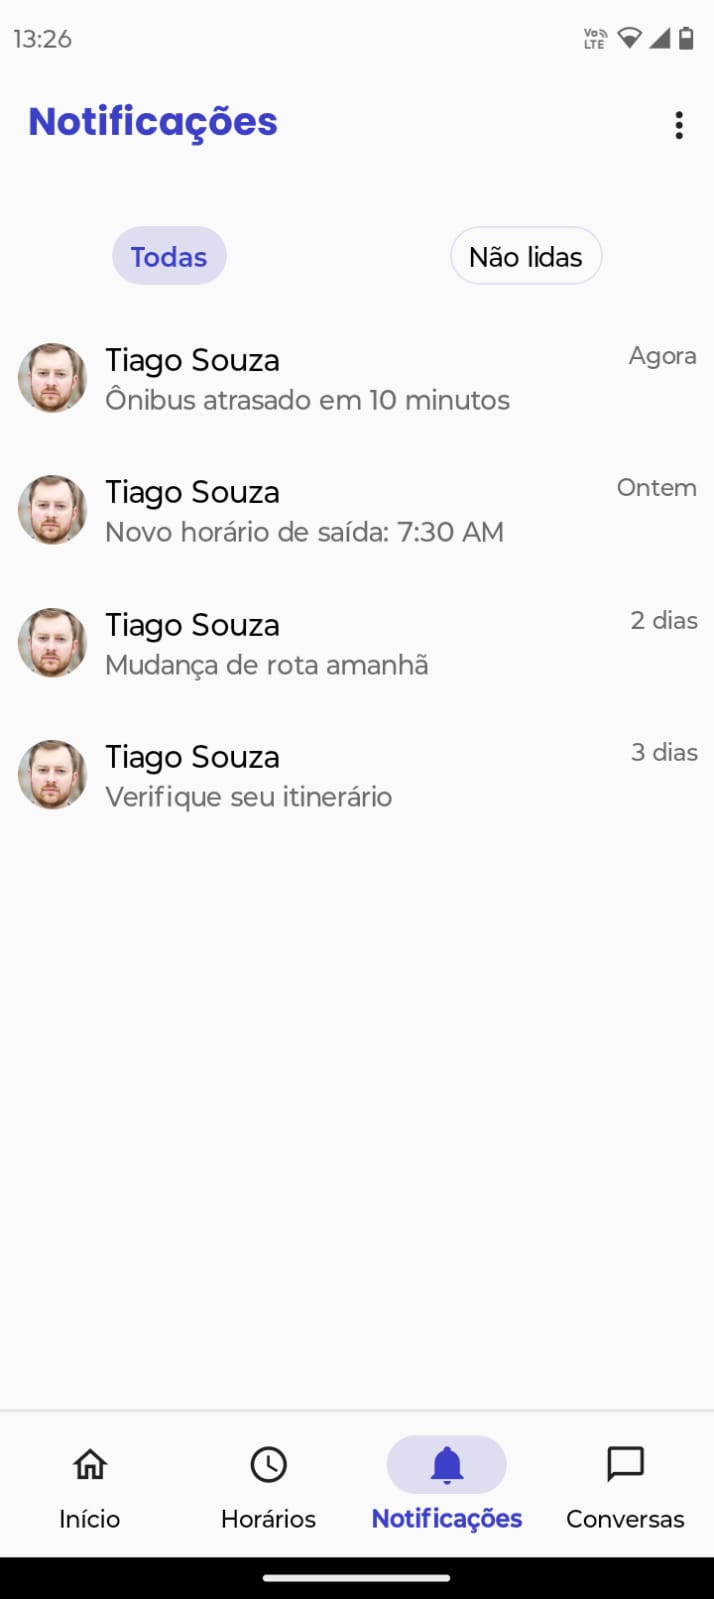 13:26
Vo LTE
Notificações
Todas
Não lidas
Tiago Souza
Agora
Ônibus atrasado em 10 minutos
Tiago Souza
Ontem
Novo horário de saída: 7:30 AM
Tiago Souza
2 dias
Mudança de rota amanhã
Tiago Souza
3 dias
Verifique seu itinerário
Início
Horários
Notificações
Conversas